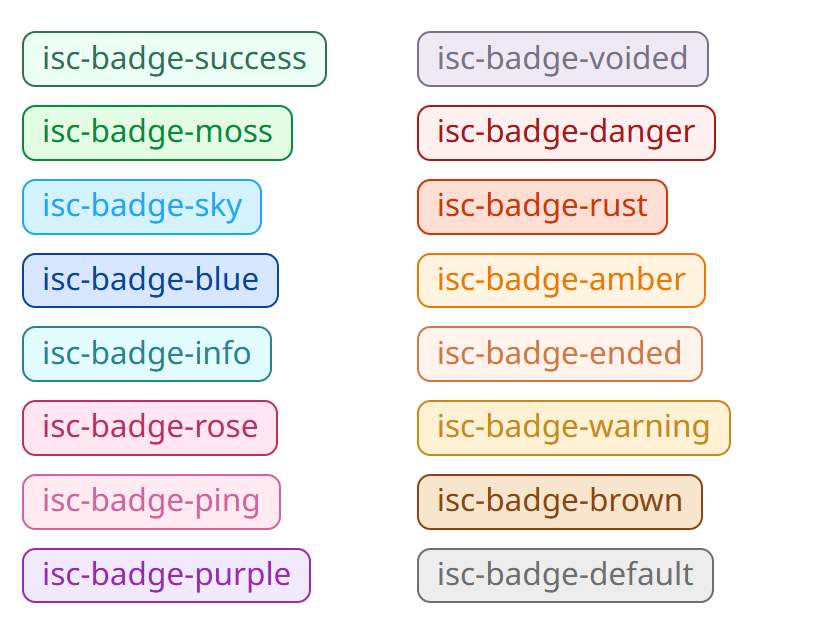 isc-badge-success
isc-badge-moss
isc-badge-sky
isc-badge-blue
isc-badge-info
isc-badge-rose
isc-badge-ping
isc-badge-purple
isc-badge-voided
isc-badge-danger
isc-badge-rust
isc-badge-amber
isc-badge-ended
isc-badge-warning
isc-badge-brown
isc-badge-default